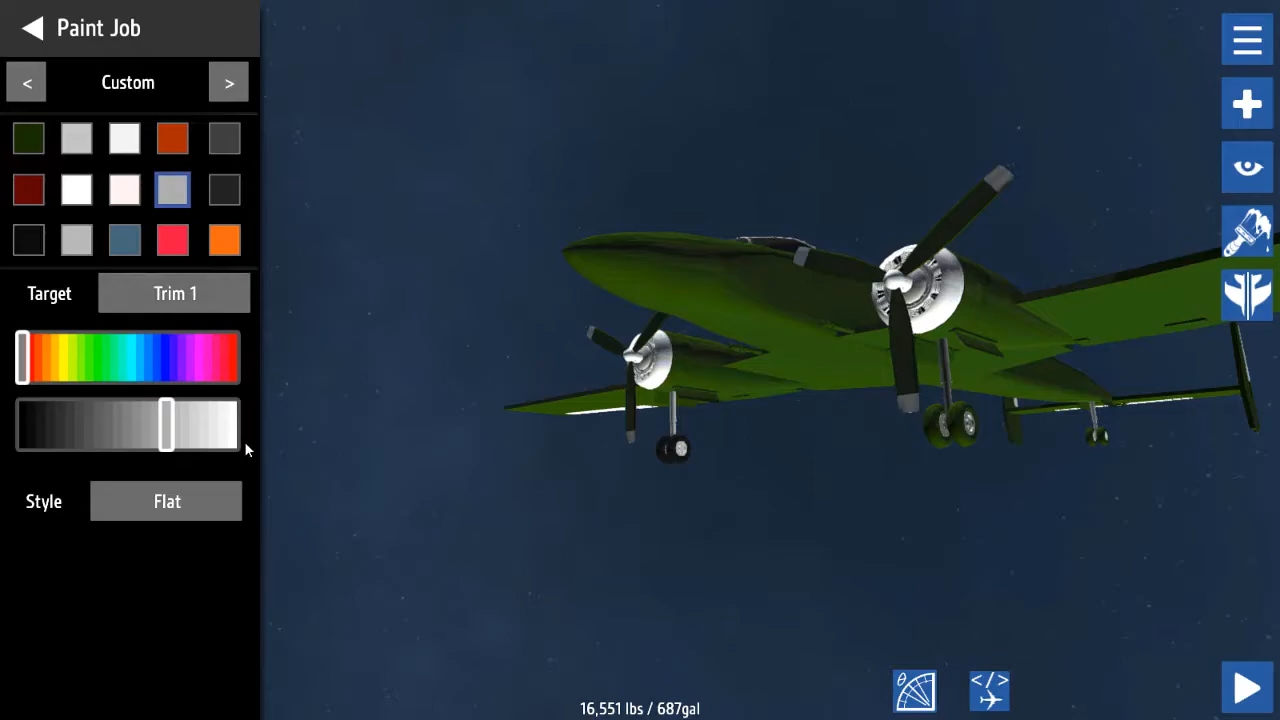 Paint Job
< Custom >
Target Trim 1
Style Flat
16,551 lbs / 687gal
θ
</>